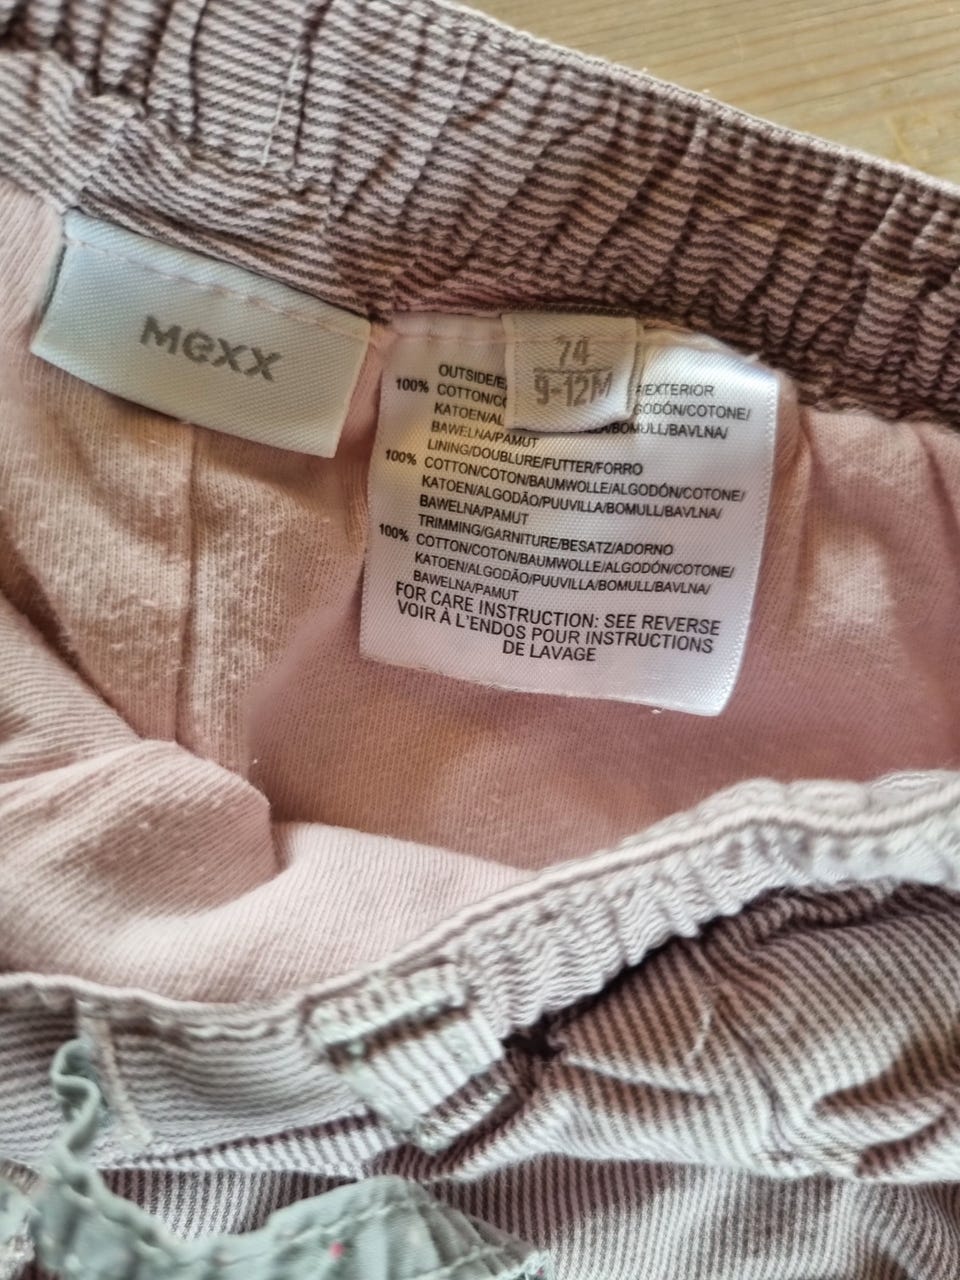 Mexx
74
9-12M
OUTSIDE/E /EXTERIOR
100% COTTON/CO GODÓN/COTONE/
KATOEN/AL /BOMULL/BAVLNA/
BAWELNA/PAMUT
LINING/DOUBLURE/FUTTER/FORRO
100% COTTON/COTON/BAUMWOLLE/ALGODÓN/COTONE/
KATOEN/ALGODÃO/PUUVILLA/BOMULL/BAVLNA/
BAWELNA/PAMUT
TRIMMING/GARNITURE/BESATZ/ADORNO
100% COTTON/COTON/BAUMWOLLE/ALGODÓN/COTONE/
KATOEN/ALGODÃO/PUUVILLA/BOMULL/BAVLNA/
BAWELNA/PAMUT
FOR CARE INSTRUCTION: SEE REVERSE
VOIR À L'ENDOS POUR INSTRUCTIONS
DE LAVAGE